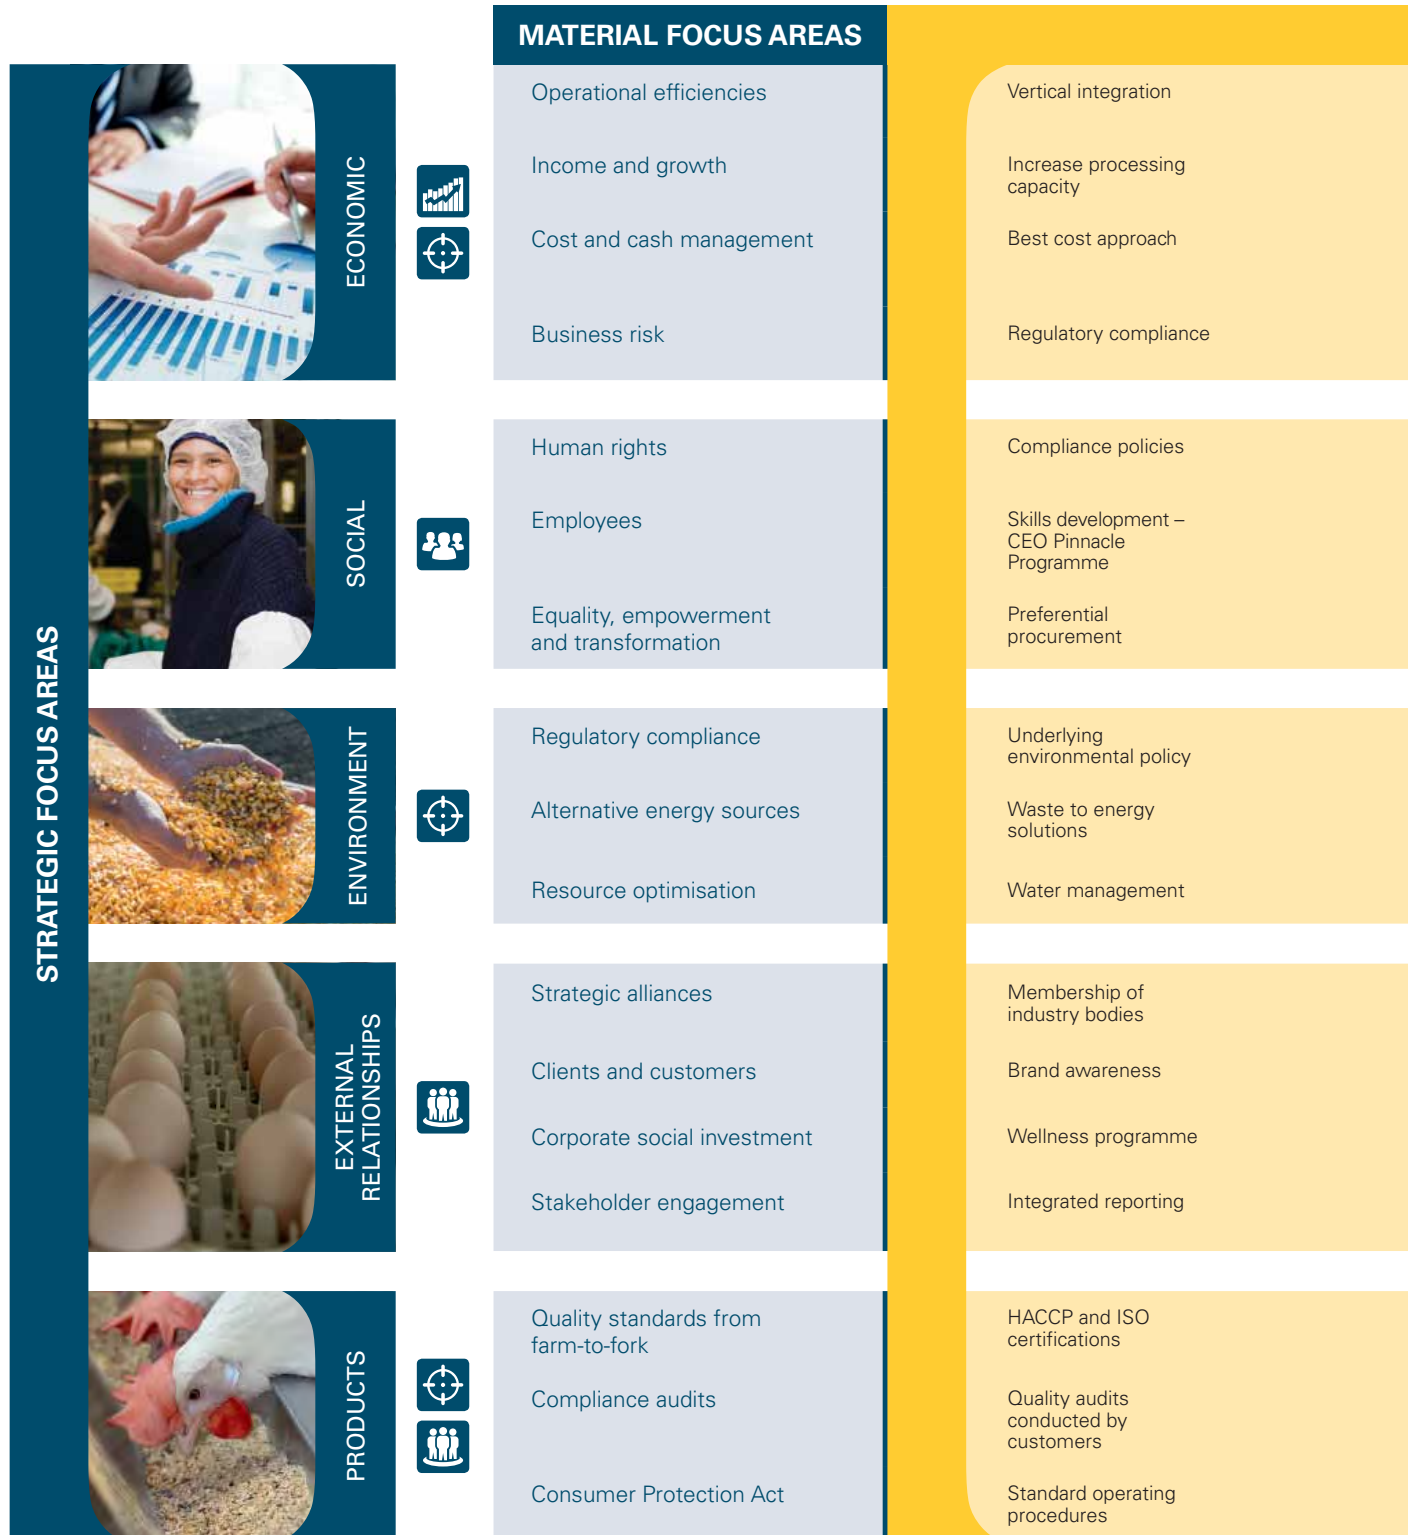 MATERIAL FOCUS AREAS
STRATEGIC FOCUS AREAS
ECONOMIC
Operational efficiencies
Vertical integration
Income and growth
Increase processing
capacity
Cost and cash management
Best cost approach
Business risk
Regulatory compliance
SOCIAL
Human rights
Compliance policies
Employees
Skills development –
CEO Pinnacle
Programme
Equality, empowerment
and transformation
Preferential
procurement
ENVIRONMENT
Regulatory compliance
Underlying
environmental policy
Alternative energy sources
Waste to energy
solutions
Resource optimisation
Water management
EXTERNAL
RELATIONSHIPS
Strategic alliances
Membership of
industry bodies
Clients and customers
Brand awareness
Corporate social investment
Wellness programme
Stakeholder engagement
Integrated reporting
PRODUCTS
Quality standards from
farm-to-fork
HACCP and ISO
certifications
Compliance audits
Quality audits
conducted by
customers
Consumer Protection Act
Standard operating
procedures